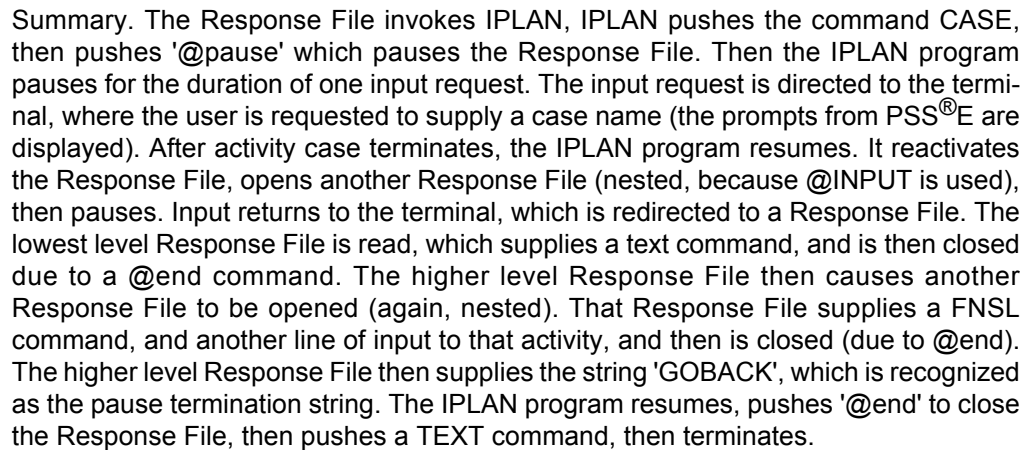 Summary. The Response File invokes IPLAN, IPLAN pushes the command CASE,
then pushes '@pause' which pauses the Response File. Then the IPLAN program
pauses for the duration of one input request. The input request is directed to the termi-
nal, where the user is requested to supply a case name (the prompts from PSS®E are
displayed). After activity case terminates, the IPLAN program resumes. It reactivates
the Response File, opens another Response File (nested, because @INPUT is used),
then pauses. Input returns to the terminal, which is redirected to a Response File. The
lowest level Response File is read, which supplies a text command, and is then closed
due to a @end command. The higher level Response File then causes another
Response File to be opened (again, nested). That Response File supplies a FNSL
command, and another line of input to that activity, and then is closed (due to @end).
The higher level Response File then supplies the string 'GOBACK', which is recognized
as the pause termination string. The IPLAN program resumes, pushes '@end' to close
the Response File, then pushes a TEXT command, then terminates.